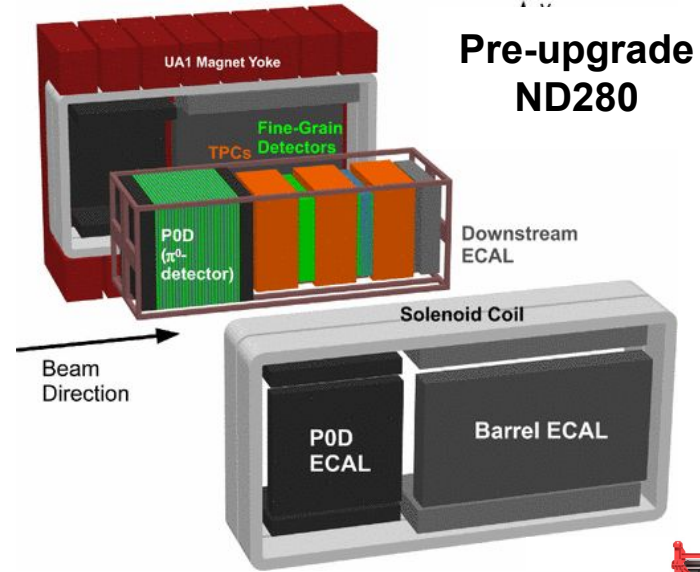 Pre-upgrade
ND280
UA1 Magnet Yoke
Fine-Grain
Detectors
TPCs
P0D
(π⁰-
detector)
Downstream
ECAL
Solenoid Coil
Beam
Direction
P0D
ECAL
Barrel ECAL